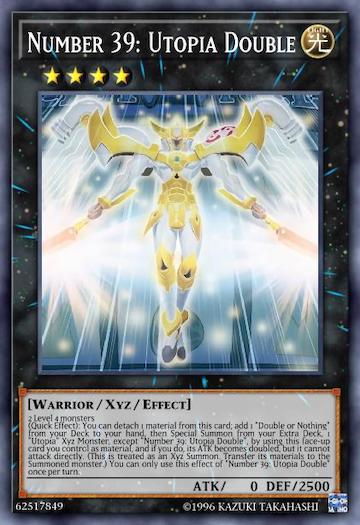 NUMBER 39: UTOPIA DOUBLE
LIGHT
光
39
[WARRIOR / XYZ / EFFECT]
2 Level 4 monsters
(Quick Effect): You can detach 1 material from this card; add 1 "Double or Nothing"
from your Deck to your hand, then Special Summon from your Extra Deck, 1
"Utopia" Xyz Monster, except "Number 39: Utopia Double", by using this face-up
card you control as material, and if you do, its ATK becomes doubled, but it cannot
attack directly. (This is treated as an Xyz Summon. Transfer its materials to the
Summoned monster.) You can only use this effect of "Number 39: Utopia Double"
once per turn.
ATK/ 0 DEF/2500
62517849
©1996 KAZUKI TAKAHASHI